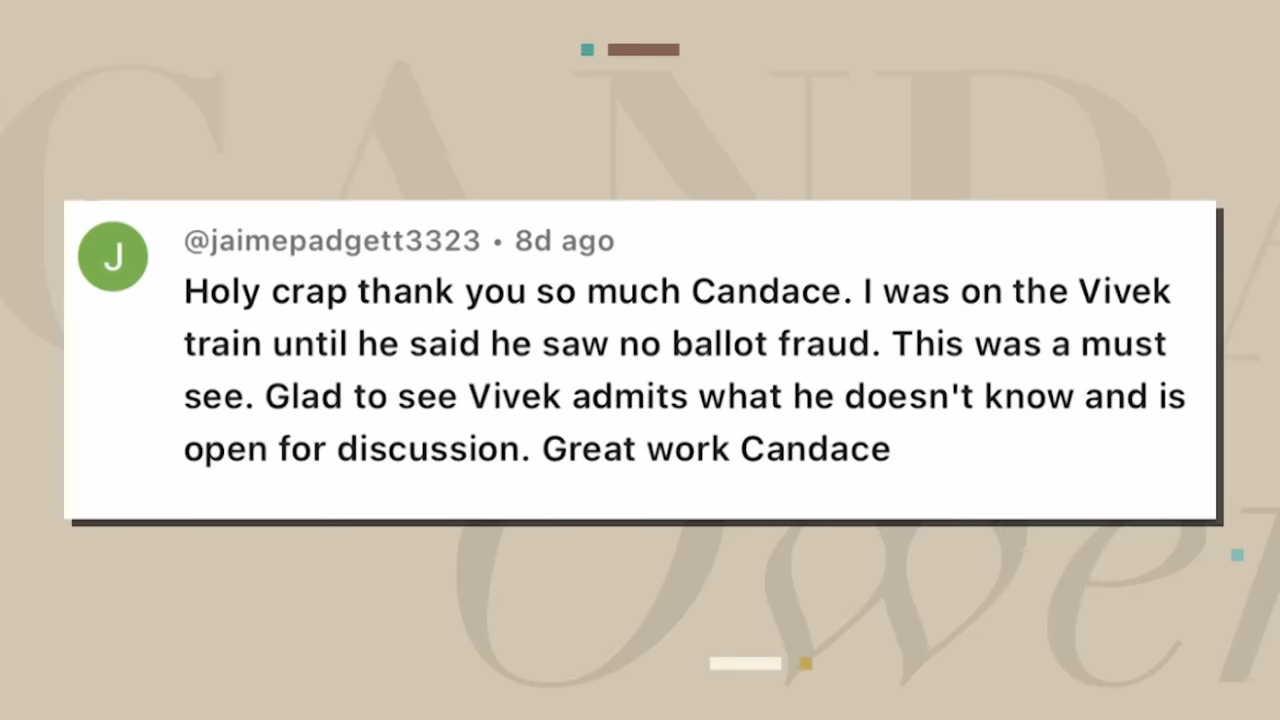 CAND
@jaimepadgett3323 • 8d ago
Holy crap thank you so much Candace. I was on the Vivek
train until he said he saw no ballot fraud. This was a must
see. Glad to see Vivek admits what he doesn't know and is
open for discussion. Great work Candace
J
Owe